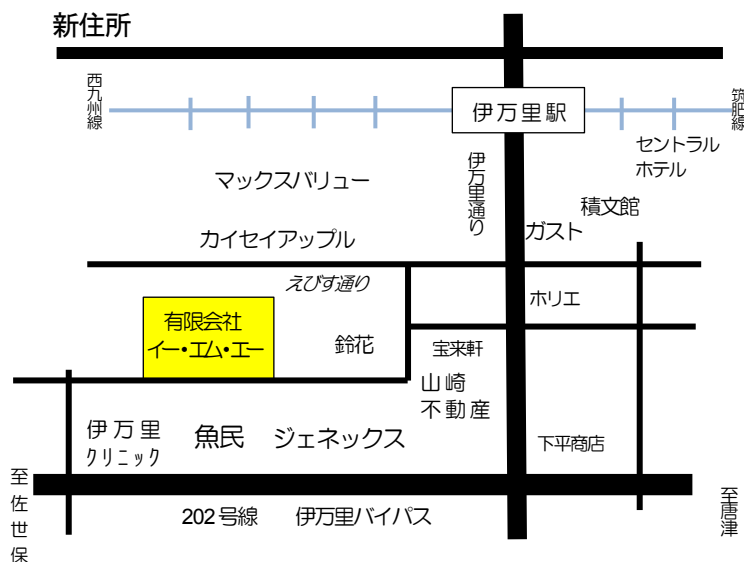 新住所
西九州線
伊万里駅
筑肥線
セントラル
ホテル
マックスバリュー
伊万里通り
積文館
ガスト
カイセイアップル
えびす通り
ホリエ
有限会社
イー・エム・エー
鈴花
宝来軒
山崎
不動産
伊万里
クリニック
魚民
ジェネックス
下平商店
至佐世保
202号線
伊万里バイパス
至唐津